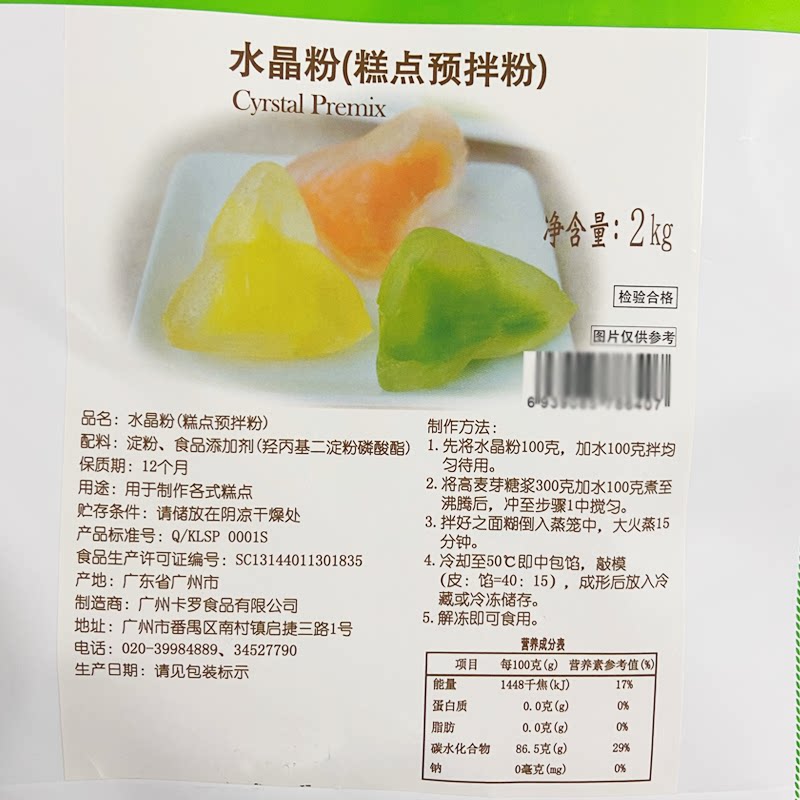 水晶粉(糕点预拌粉)
Cyrstal Premix
净含量: 2kg
检验合格
图片仅供参考
品名: 水晶粉(糕点预拌粉)
配料: 淀粉、食品添加剂(羟丙基二淀粉磷酸酯)
保质期: 12个月
用途: 用于制作各式糕点
贮存条件: 请储放在阴凉干燥处
产品标准号: Q/KLSP 0001S
食品生产许可证编号: SC13144011301835
产地: 广东省广州市
制造商: 广州卡罗食品有限公司
地址: 广州市番禺区南村镇启捷三路1号
电话: 020-39984889、34527790
生产日期: 请见包装标示
制作方法:
1. 先将水晶粉100克, 加水100克拌均
匀待用。
2. 将高麦芽糖浆300克加水100克煮至
沸腾后, 冲至步骤1中搅匀。
3. 拌好之面糊倒入蒸笼中, 大火蒸15
分钟。
4. 冷却至50℃即中包馅, 敲模
(皮: 馅=40: 15), 成形后放入冷
藏或冷冻储存。
5. 解冻即可食用。
营养成分表
项目 每100克(g) 营养素参考值(%)
能量 1448千焦(kJ) 17%
蛋白质 0.0克(g) 0%
脂肪 0.0克(g) 0%
碳水化合物 86.5克(g) 29%
钠 0毫克(mg) 0%